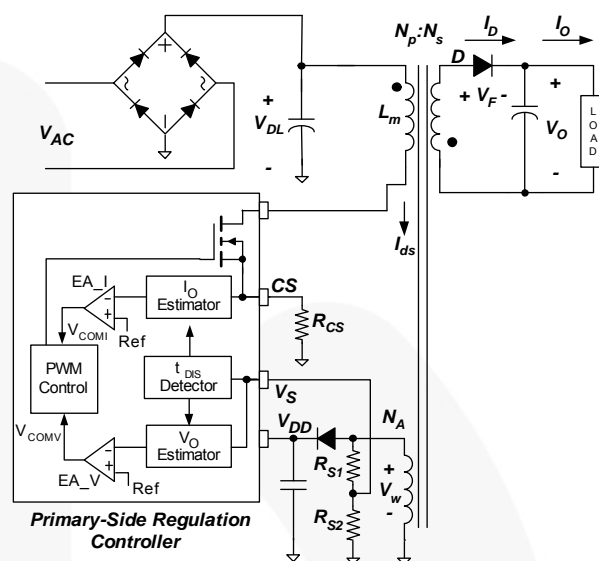 Np:Ns
ID
IO
D
+ VF -
+
VO
-
LOAD
VAC
+
VDL
-
Lm
Ids
CS
RCS
EA_I
IO
Estimator
VCOMI
Ref
PWM
Control
tDIS
Detector
VS
VCOMV
VDD
NA
VO
Estimator
EA_V
Ref
RS1
RS2
+
Vw
-
Primary-Side Regulation
Controller